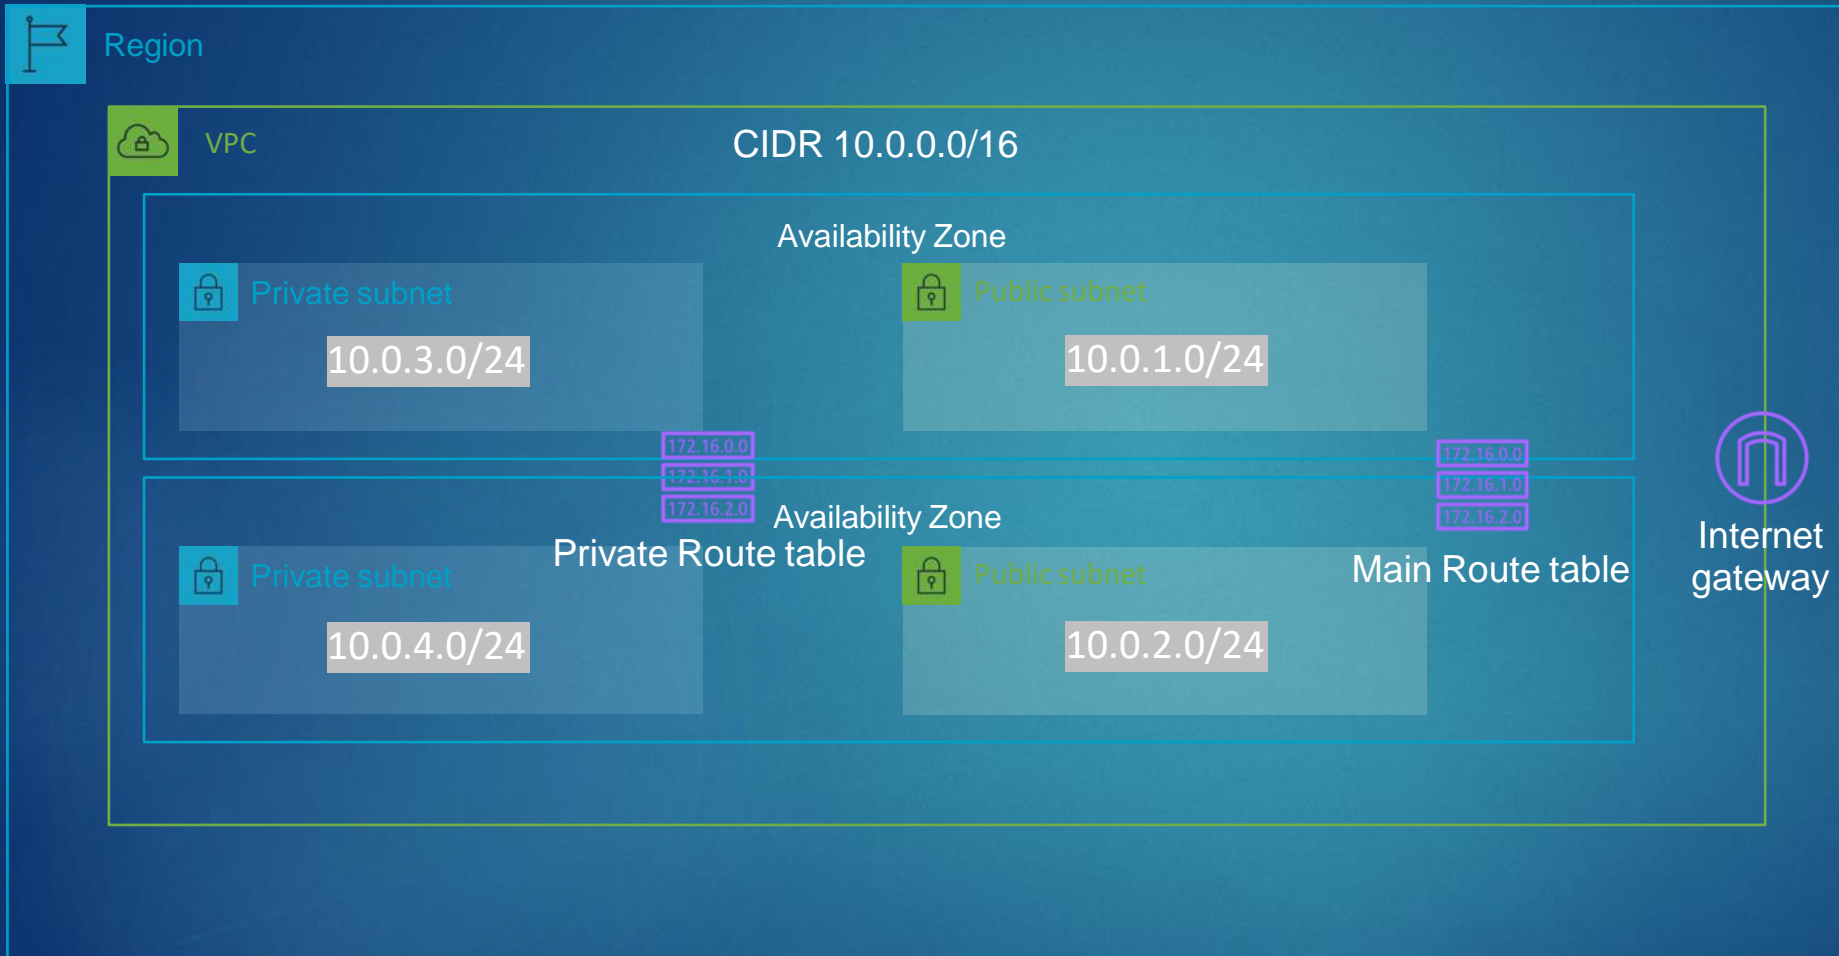 Region
VPC
CIDR 10.0.0.0/16
Availability Zone
Private subnet
Public subnet
10.0.3.0/24
10.0.1.0/24
172.16.0.0
172.16.1.0
172.16.2.0
172.16.0.0
172.16.1.0
172.16.2.0
Availability Zone
Private Route table
Main Route table
Internet
gateway
Private subnet
Public subnet
10.0.4.0/24
10.0.2.0/24